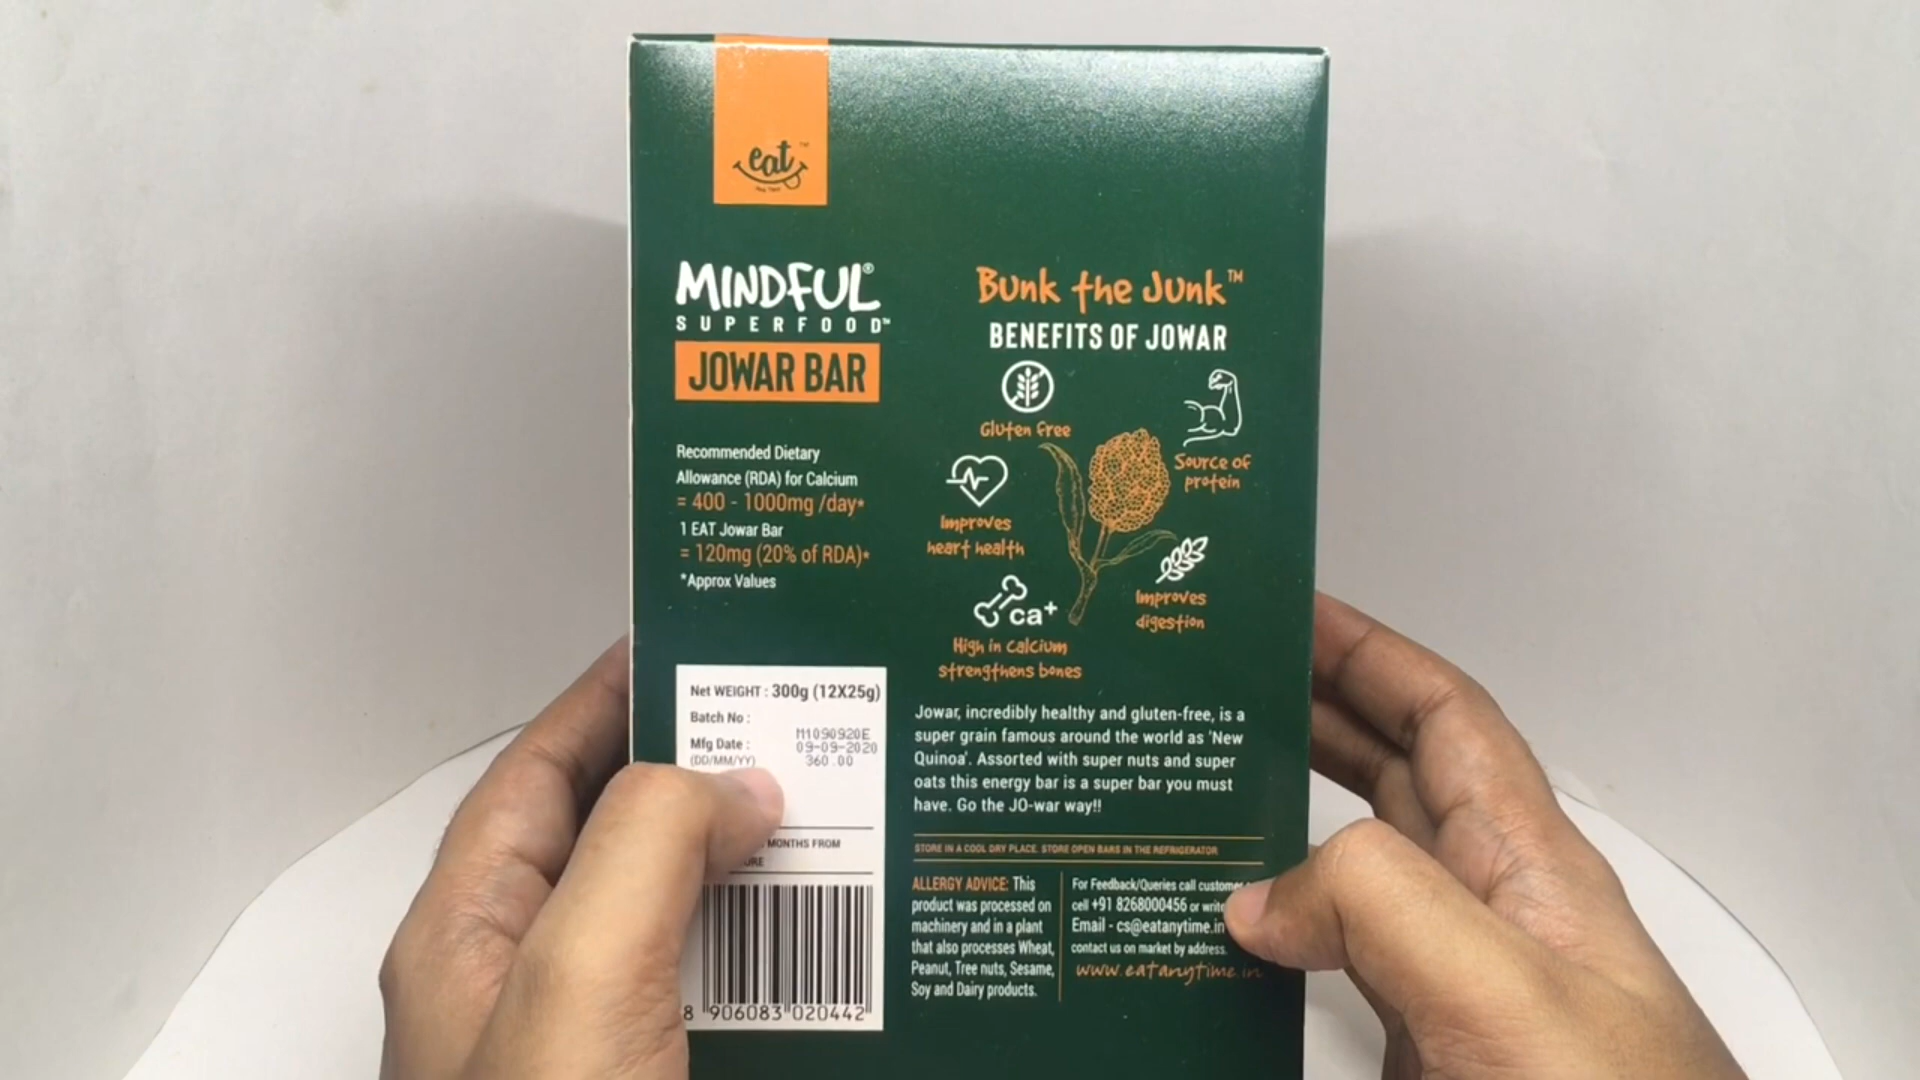 eat
TM
MINDFUL®
SUPERFOOD™
JOWAR BAR
Recommended Dietary
Allowance (RDA) for Calcium
= 400 - 1000mg /day*
1 EAT Jowar Bar
= 120mg (20% of RDA)*
*Approx Values
Net WEIGHT : 300g (12X25g)
Batch No :
M1090920E
Mfg Date : 09-09-2020
(DD/MM/YY) 360.00
MONTHS FROM
8 906083 020442
Bunk the Junk™
BENEFITS OF JOWAR
Gluten free
Source of
protein
Improves
heart health
Improves
digestion
ca+
High in calcium
strengthens bones
Jowar, incredibly healthy and gluten-free, is a
super grain famous around the world as 'New
Quinoa'. Assorted with super nuts and super
oats this energy bar is a super bar you must
have. Go the JO-war way!!
STORE IN A COOL DRY PLACE. STORE OPEN BARS IN THE REFRIGERATOR
ALLERGY ADVICE: This
product was processed on
machinery and in a plant
that also processes Wheat,
Peanut, Tree nuts, Sesame,
Soy and Dairy products.
For Feedback/Queries call customer
cell +91 8268000456 or write
Email - cs@eatanytime.in
contact us on market by address.
www.eatanytime.in